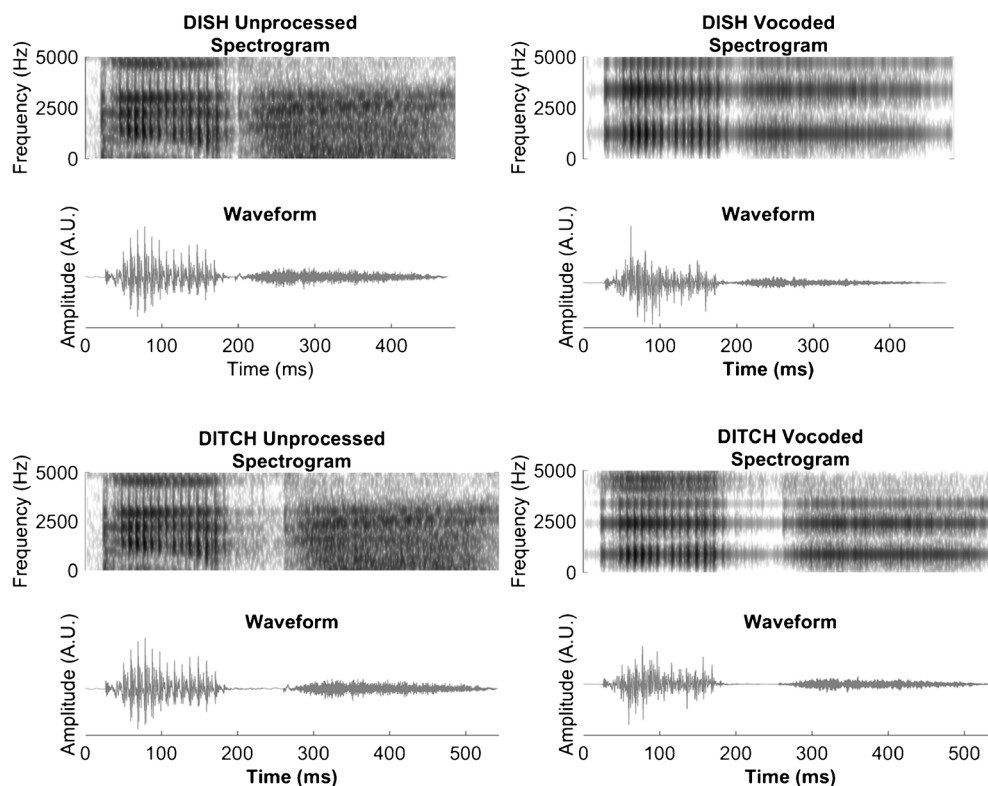 DISH Unprocessed
Spectrogram
Frequency (Hz)
5000
2500
0
Waveform
Amplitude (A.U.)
0 100 200 300 400
Time (ms)
DISH Vocoded
Spectrogram
Frequency (Hz)
5000
2500
0
Waveform
Amplitude (A.U.)
0 100 200 300 400
Time (ms)
DITCH Unprocessed
Spectrogram
Frequency (Hz)
5000
2500
0
Waveform
Amplitude (A.U.)
0 100 200 300 400 500
Time (ms)
DITCH Vocoded
Spectrogram
Frequency (Hz)
5000
2500
0
Waveform
Amplitude (A.U.)
0 100 200 300 400 500
Time (ms)